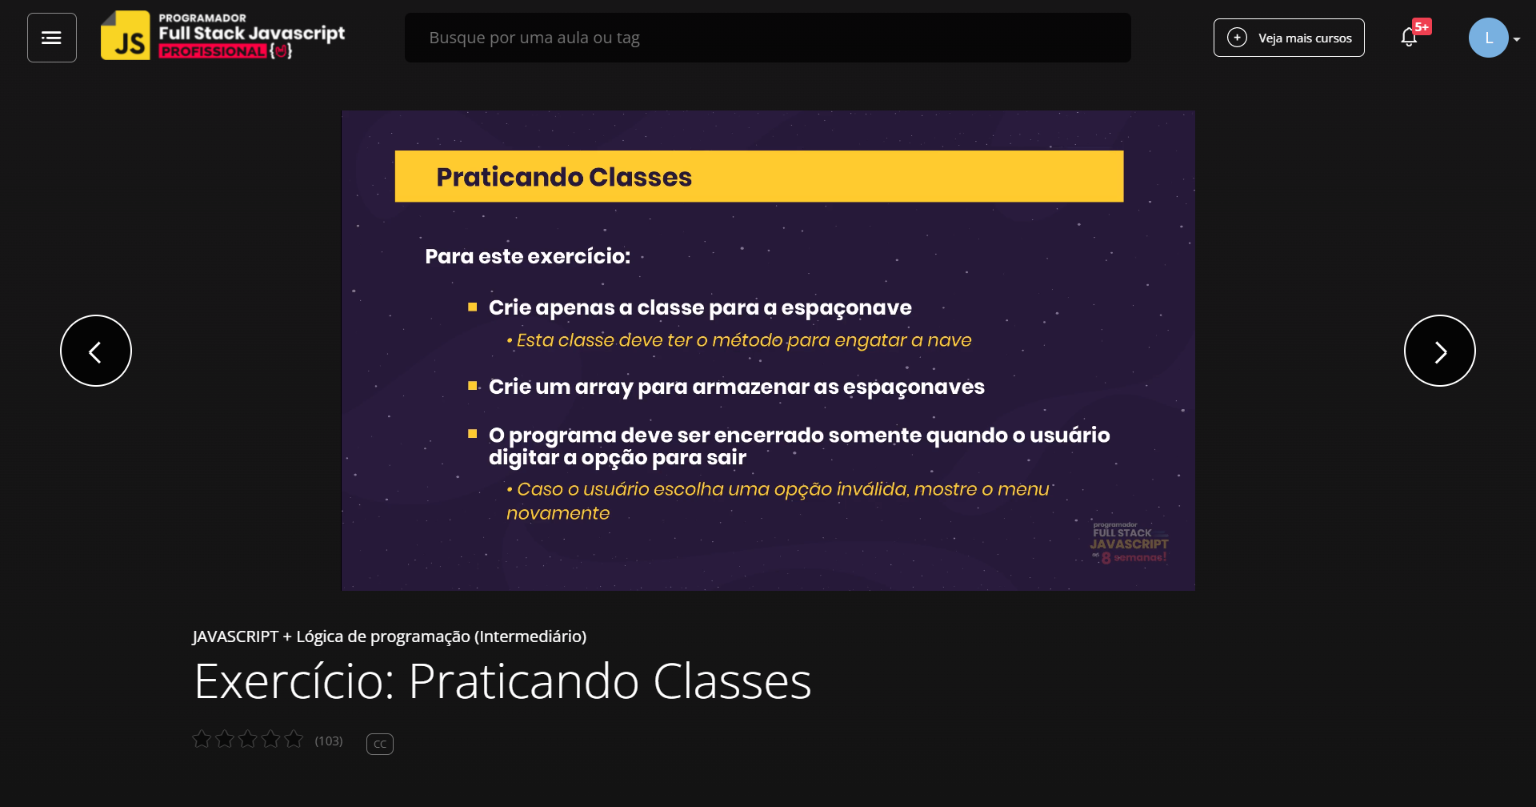 JS
PROGRAMADOR
Full Stack Javascript
PROFISSIONAL
Busque por uma aula ou tag
Veja mais cursos
5+
L
Praticando Classes
Para este exercício:
Crie apenas a classe para a espaçonave
• Esta classe deve ter o método para engatar a nave
Crie um array para armazenar as espaçonaves
O programa deve ser encerrado somente quando o usuário
digitar a opção para sair
• Caso o usuário escolha uma opção inválida, mostre o menu
novamente
programador
FULL STACK
JAVASCRIPT
em 8 semanas!
JAVASCRIPT + Lógica de programação (Intermediário)
Exercício: Praticando Classes
(103)
CC